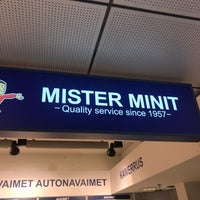 MISTER MINIT
-Quality service since 1957-
VAIMET AUTONAVAIMET
KAIVERRUS